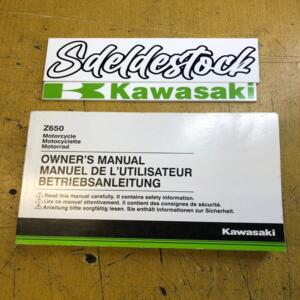 Sdeldestock
Kawasaki
Z650
Motorcycle
Motocyclette
Motorrad
OWNER'S MANUAL
MANUEL DE L'UTILISATEUR
BETRIEBSANLEITUNG
Read this manual carefully. It contains safety information.
Lire ce manuel attentivement. Il contient des consignes de sécurité.
Anleitung bitte sorgfältig lesen. Sie enthält Informationen zur Sicherheit.
Kawasaki